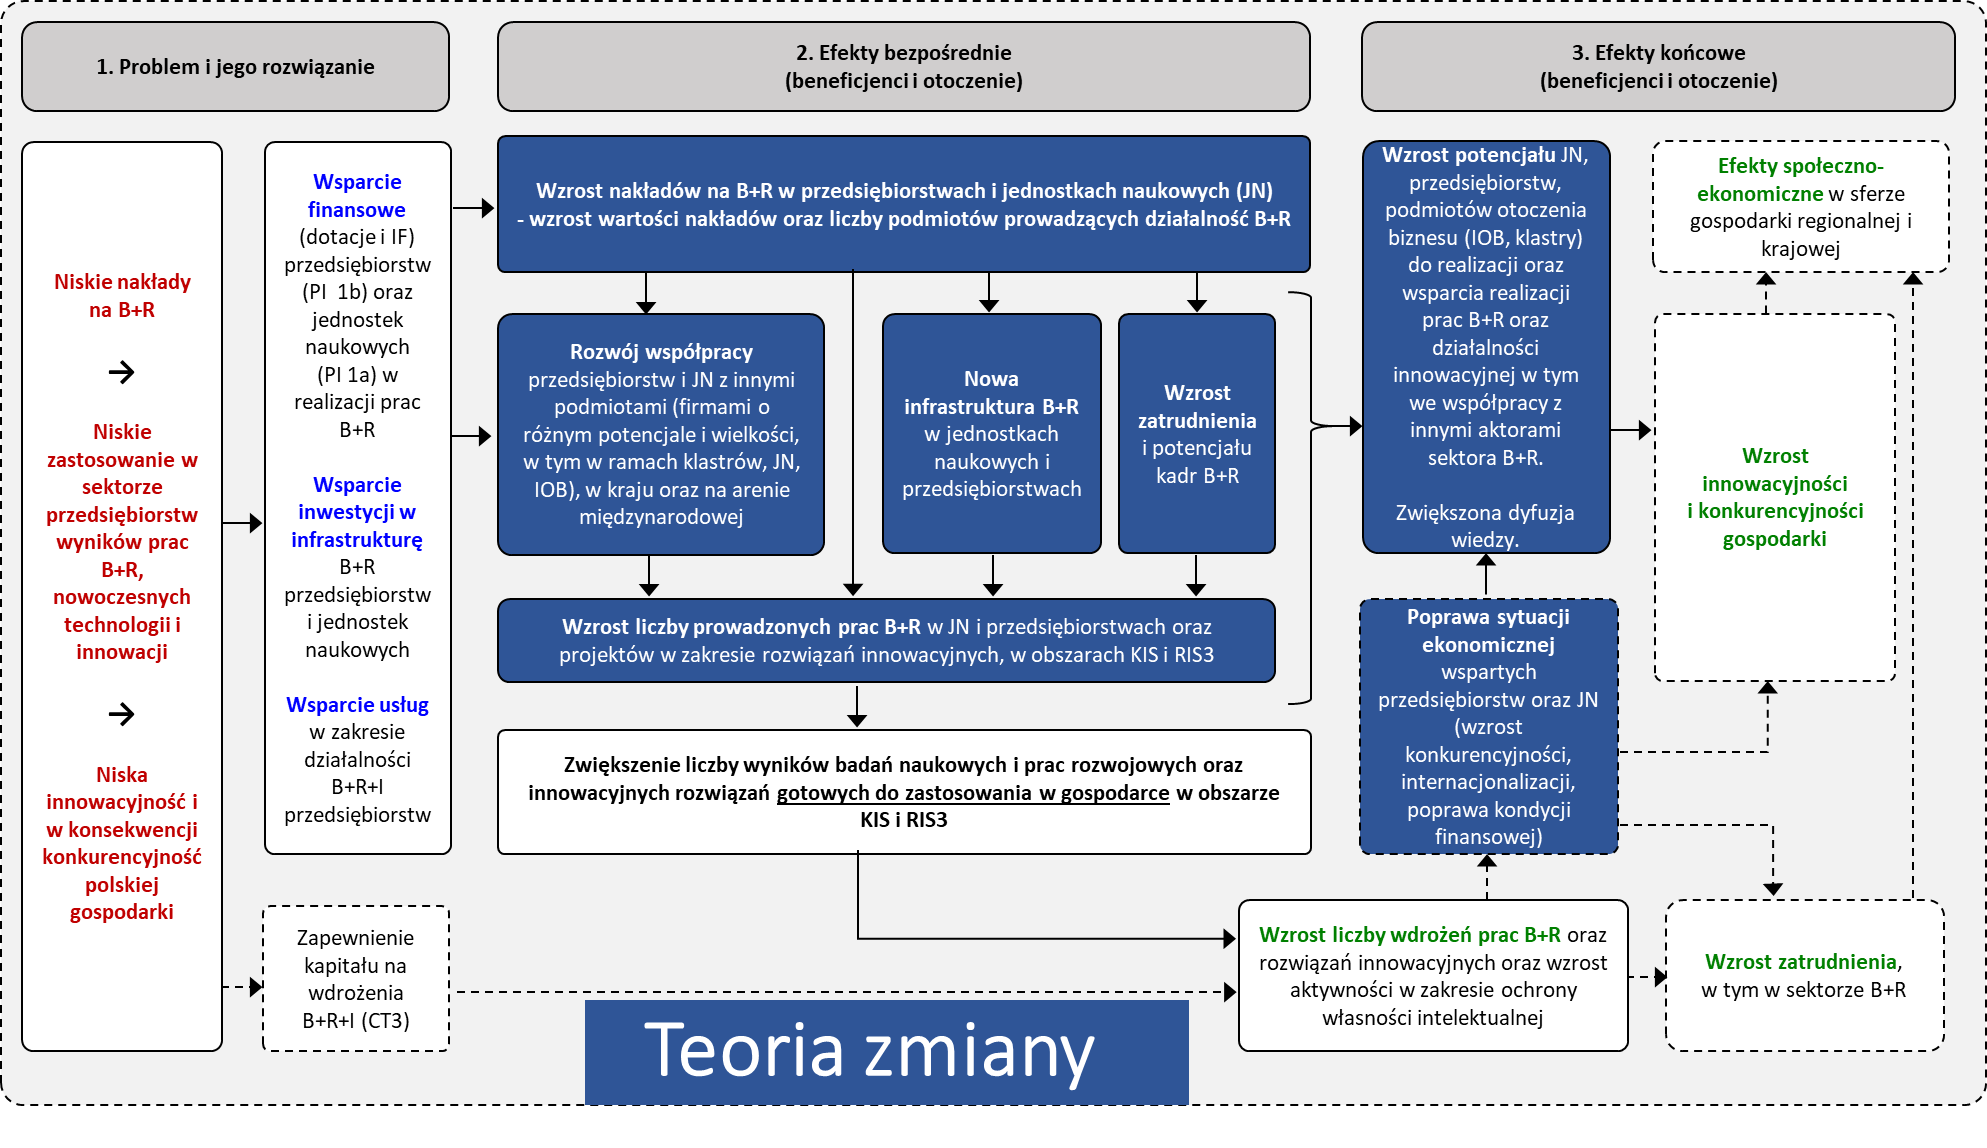 1. Problem i jego rozwiązanie
2. Efekty bezpośrednie
(beneficjenci i otoczenie)
3. Efekty końcowe
(beneficjenci i otoczenie)
Niskie nakłady
na B+R
→
Niskie
zastosowanie w
sektorze
przedsiębiorstw
wyników prac
B+R,
nowoczesnych
technologii i
innowacji
→
Niska
innowacyjność i
w konsekwencji
konkurencyjność
polskiej
gospodarki
Wsparcie
finansowe
(dotacje i IF)
przedsiębiorstw
(PI  1b) oraz
jednostek
naukowych
(PI 1a) w
realizacji prac
B+R
Wsparcie
inwestycji w
infrastrukturę
B+R
przedsiębiorstw
i jednostek
naukowych
Wsparcie usług
w zakresie
działalności
B+R+I
przedsiębiorstw
Zapewnienie
kapitału na
wdrożenia
B+R+I (CT3)
Wzrost nakładów na B+R w przedsiębiorstwach i jednostkach naukowych (JN)
- wzrost wartości nakładów oraz liczby podmiotów prowadzących działalność B+R
Rozwój współpracy
przedsiębiorstw i JN z innymi
podmiotami (firmami o
różnym potencjale i wielkości,
w tym w ramach klastrów, JN,
IOB), w kraju oraz na arenie
międzynarodowej
Nowa
infrastruktura B+R
w jednostkach
naukowych i
przedsiębiorstwach
Wzrost
zatrudnienia
i potencjału
kadr B+R
Wzrost liczby prowadzonych prac B+R w JN i przedsiębiorstwach oraz
projektów w zakresie rozwiązań innowacyjnych, w obszarach KIS i RIS3
Zwiększenie liczby wyników badań naukowych i prac rozwojowych oraz
innowacyjnych rozwiązań gotowych do zastosowania w gospodarce w obszarze
KIS i RIS3
Wzrost potencjału JN,
przedsiębiorstw,
podmiotów otoczenia
biznesu (IOB, klastry)
do realizacji oraz
wsparcia realizacji
prac B+R oraz
działalności
innowacyjnej w tym
we współpracy z
innymi aktorami
sektora B+R.
Zwiększona dyfuzja
wiedzy.
Poprawa sytuacji
ekonomicznej
wspartych
przedsiębiorstw oraz JN
(wzrost
konkurencyjności,
internacjonalizacji,
poprawa kondycji
finansowej)
Efekty społeczno-
ekonomiczne w sferze
gospodarki regionalnej i
krajowej
Wzrost
innowacyjności
i konkurencyjności
gospodarki
Wzrost liczby wdrożeń prac B+R oraz
rozwiązań innowacyjnych oraz wzrost
aktywności w zakresie ochrony
własności intelektualnej
Wzrost zatrudnienia,
w tym w sektorze B+R
Teoria zmiany